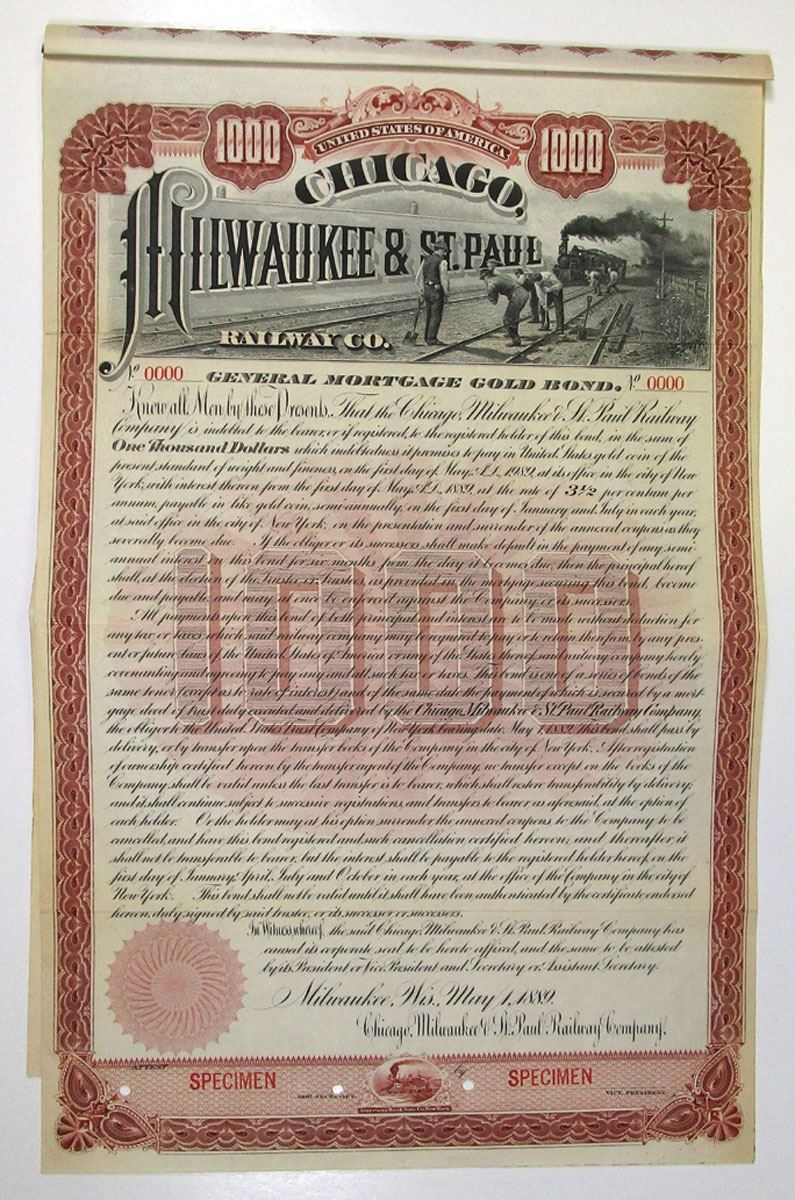 1000
UNITED STATES OF AMERICA
1000
CHICAGO,
MILWAUKEE & ST. PAUL
RAILWAY CO.
No 0000 GENERAL MORTGAGE GOLD BOND. No 0000
Know all Men by these Presents, That the Chicago, Milwaukee & St. Paul Railway
Company is indebted to the bearer, or if registered, to the registered holder of this bond, in the sum of
One Thousand Dollars which indebtedness it promises to pay in United States gold coin of the
present standard of weight and fineness, on the first day of May, A.D., 1989, at its office in the city of New
York, with interest thereon from the first day of May, A.D., 1889, at the rate of 3½ per centum per
annum, payable in like gold coin, semi-annually, on the first day of January and July in each year,
at said office in the city of New York, on the presentation and surrender of the annexed coupons as they
severally become due. If the obligor or its successors shall make default in the payment of any semi-
annual interest on this bond for six months from the day it becomes due, then the principal hereof
shall, at the election of the Trustee or Trustees, as provided in the mortgage securing this bond, become
due and payable, and may at once be enforced against the Company or its successors.
All payments upon this bond, of both principal and interest are to be made without deduction for
any tax or taxes which said railway company may be required to pay or to retain therefrom by any pres-
ent or future laws of the United States of America or any of the States thereof, said railway company hereby
covenanting and agreeing to pay any and all such tax or taxes. This bond is one of a series of bonds of the
same tenor (except as to rate of interest) and of the same date the payment of which is secured by a mort-
gage deed of trust duly executed and delivered by the Chicago, Milwaukee & St. Paul Railway Company,
the obligor to the United States Trust Company of New York bearing date, May 1, 1889. This bond shall pass by
delivery, or by transfer upon the transfer books of the Company in the city of New York. After registration
of ownership certified hereon by the transfer agent of the Company, no transfer except on the books of the
Company shall be valid unless the last transfer is to bearer, which shall restore transferability by delivery;
and it shall continue subject to successive registrations, and transfers to bearer as aforesaid, at the option of
each holder. Or the holder may at his option surrender the annexed coupons to the Company to be
cancelled, and have this bond registered and such cancellation certified hereon; and thereafter it
shall not be transferable to bearer, but the interest shall be payable to the registered holder hereof, on the
first day of January, April, July and October in each year, at the office of the Company in the city of
New York. This bond shall not be valid until it shall have been authenticated by the certificate endorsed
hereon, duly signed by said trustee, or its successor or successors.
In Witness whereof, the said Chicago, Milwaukee & St. Paul Railway Company has
caused its corporate seal to be hereto affixed, and the same to be attested
by its President or Vice President and Secretary or Assistant Secretary.
Milwaukee, Wis., May 1, 1889.
Chicago, Milwaukee & St. Paul Railway Company,
ATTEST by
SPECIMEN SPECIMEN
ASST. SECRETARY. VICE PRESIDENT.
American Bank Note Co. New York.
1000